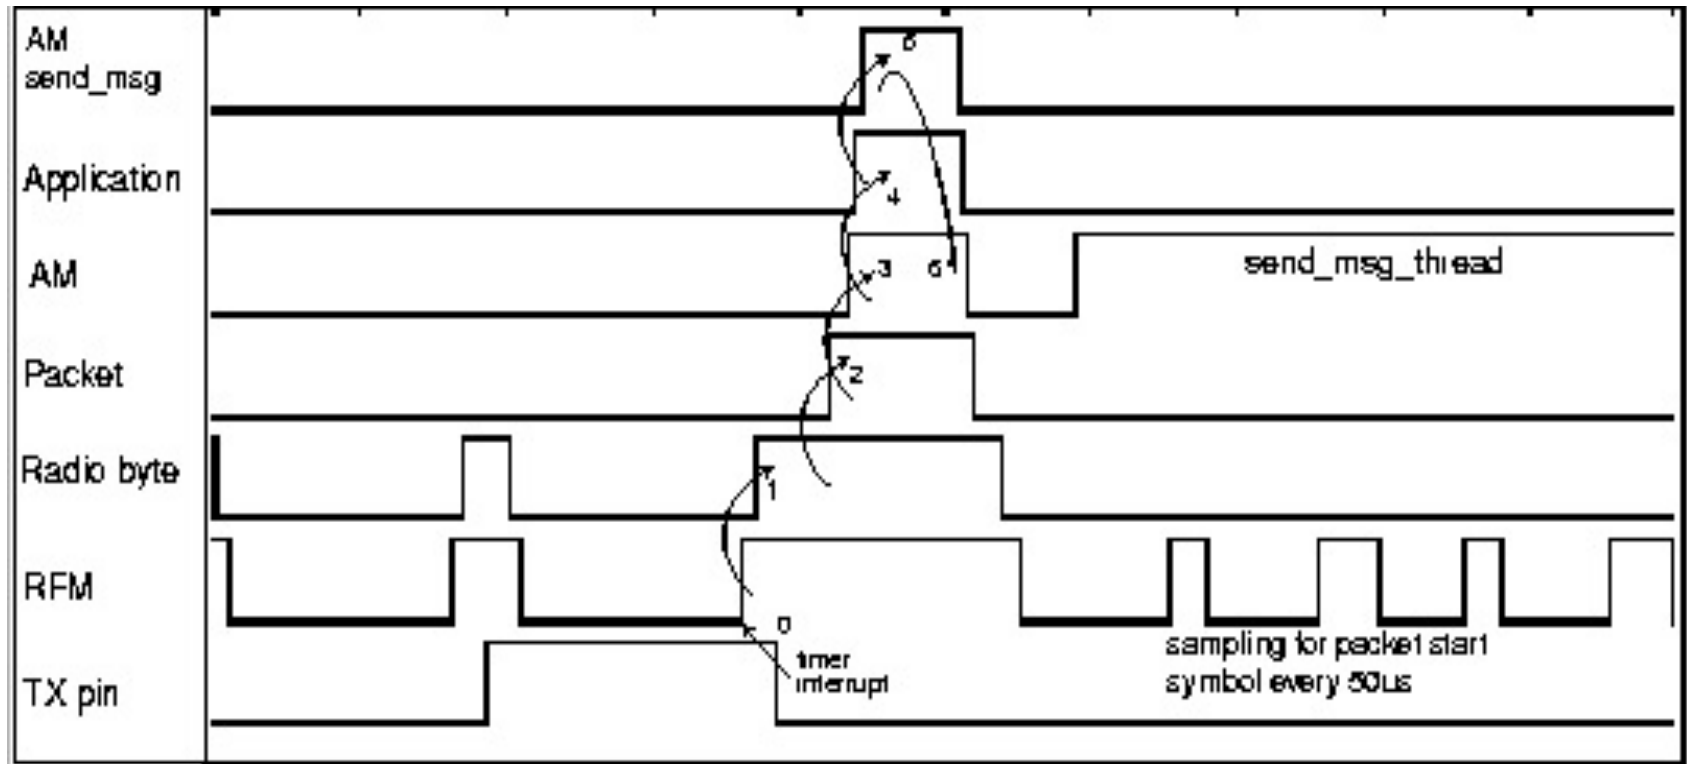 AM
send_msg
5
Application
4
AM
3
6
send_msg_thread
Packet
2
Radio byte
1
RFM
0
timer
interrupt
sampling for packet start
symbol every 50us
TX pin